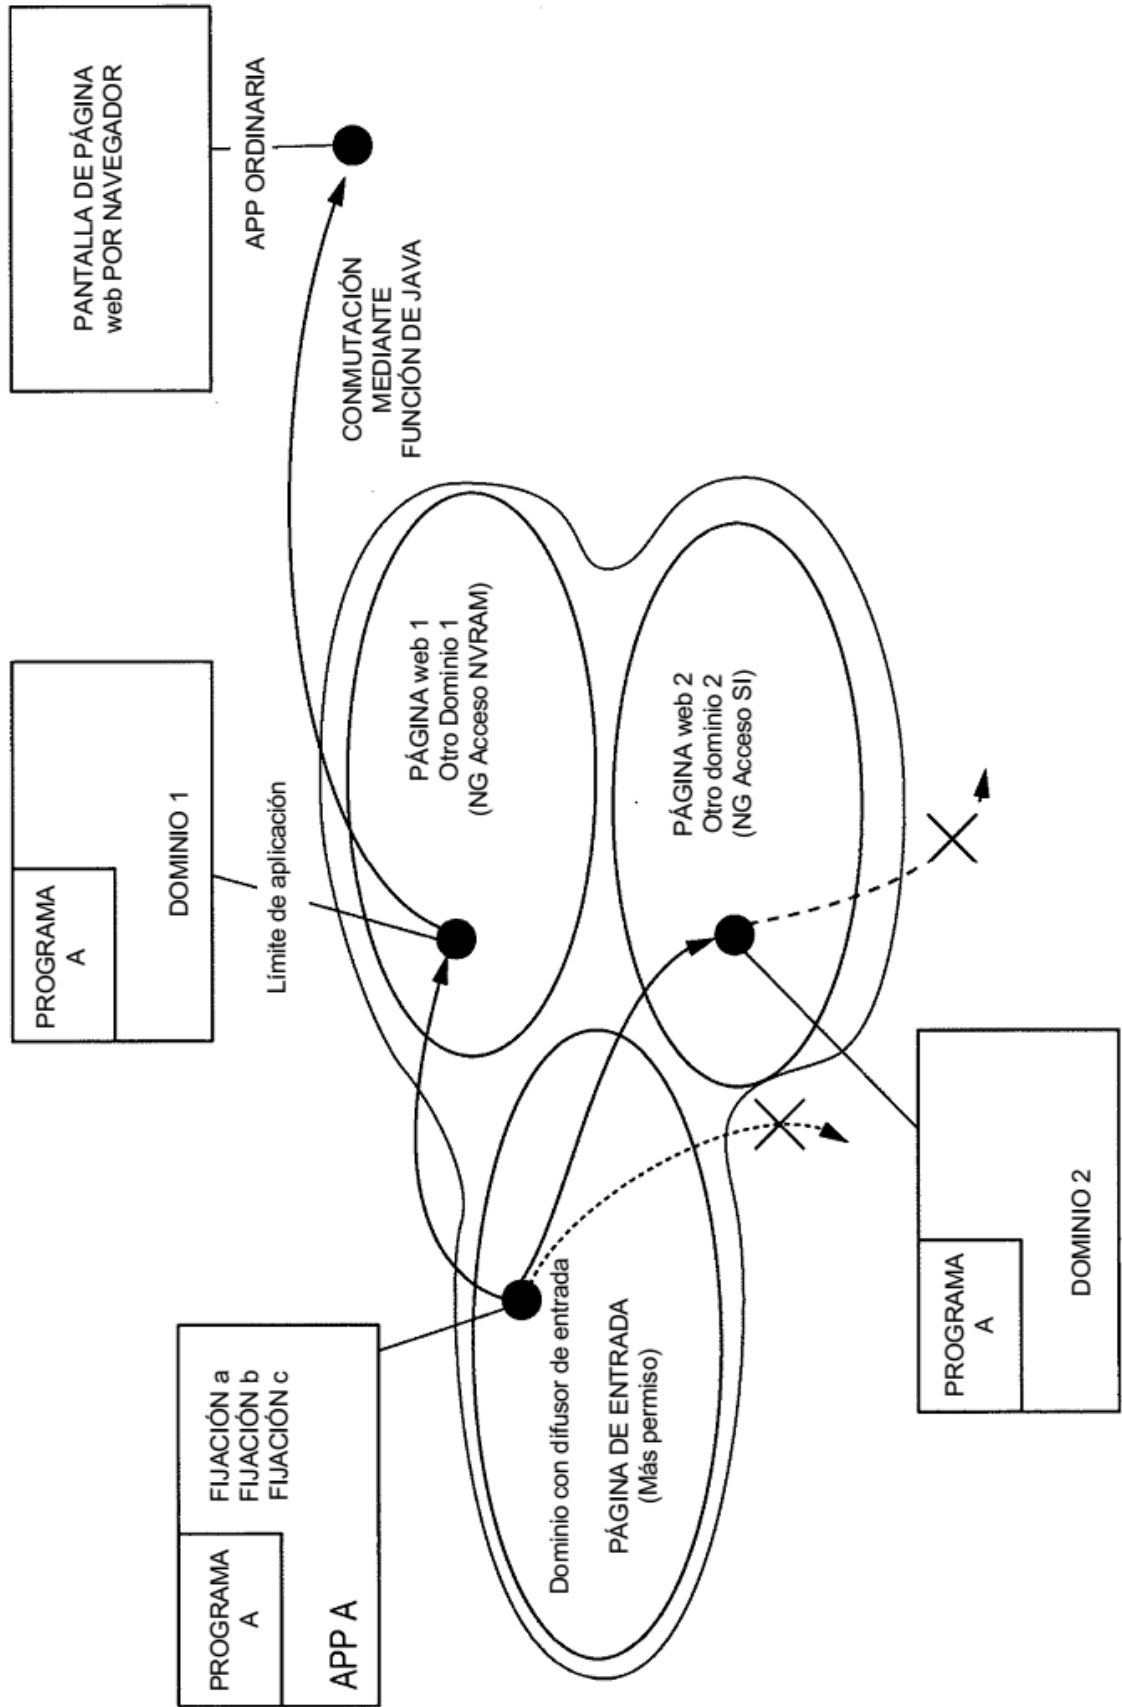 PROGRAMA
A
FIJACIÓN a
FIJACIÓN b
FIJACIÓN c
APP A
PROGRAMA
A
DOMINIO 1
PANTALLA DE PÁGINA
web POR NAVEGADOR
APP ORDINARIA
Límite de aplicación
CONMUTACIÓN
MEDIANTE
FUNCIÓN DE JAVA
PÁGINA web 1
Otro Dominio 1
(NG Acceso NVRAM)
Dominio con difusor de entrada
PÁGINA DE ENTRADA
(Más permiso)
PÁGINA web 2
Otro dominio 2
(NG Acceso SI)
PROGRAMA
A
DOMINIO 2